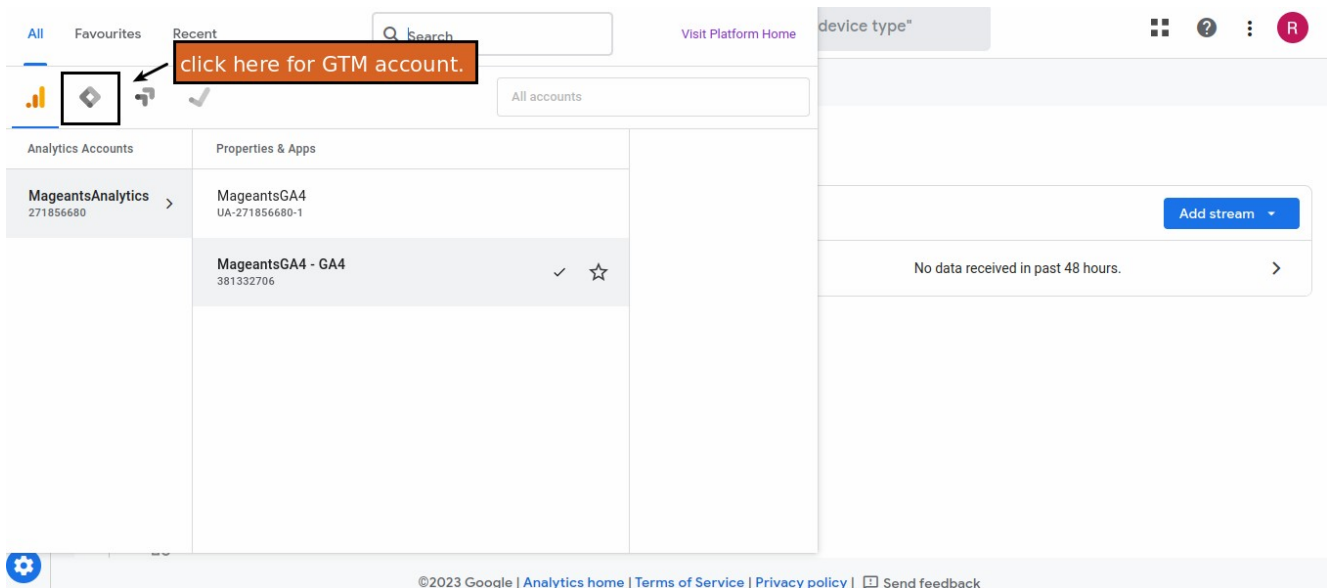 All Favourites Recent Search Visit Platform Home device type" R
click here for GTM account.
All accounts
Analytics Accounts Properties & Apps
MageantsAnalytics
271856680
MageantsGA4
UA-271856680-1
Add stream
MageantsGA4 - GA4
381332706
No data received in past 48 hours.
©2023 Google | Analytics home | Terms of Service | Privacy policy | Send feedback